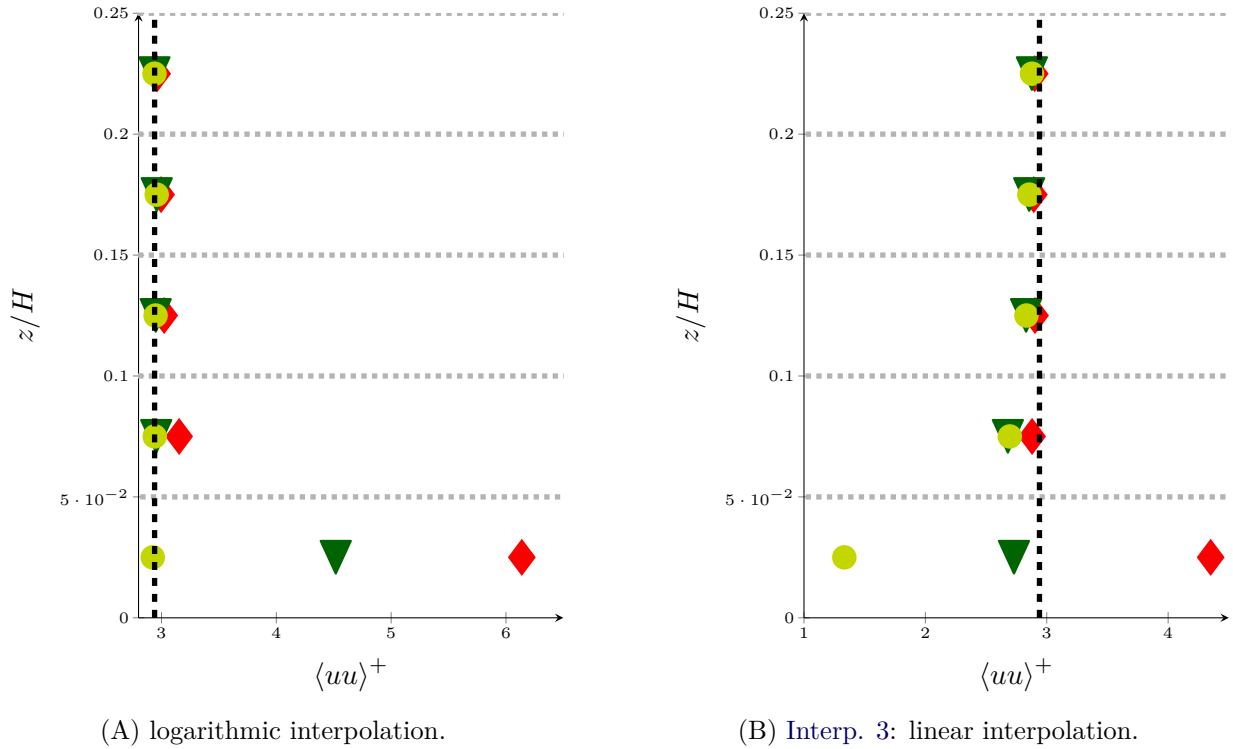 0.25
0.2
0.15
0.1
5 · 10⁻²
0
z/H
3 4 5 6
⟨uu⟩⁺
(A) logarithmic interpolation.
0.25
0.2
0.15
0.1
5 · 10⁻²
0
z/H
1 2 3 4
⟨uu⟩⁺
(B) Interp. 3: linear interpolation.